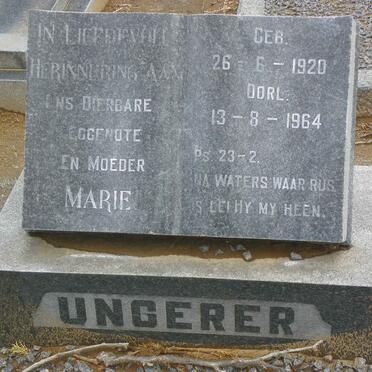 IN LIEFDEVOLLE
HERINNERING AAN
ONS DIERBARE
EGGENOTE
EN MOEDER
MARIE
GEB.
26-6-1920
OORL.
13-8-1964
PS. 23-2.
NA WATERS WAAR RUS
IS LEI HY MY HEEN.
UNGERER